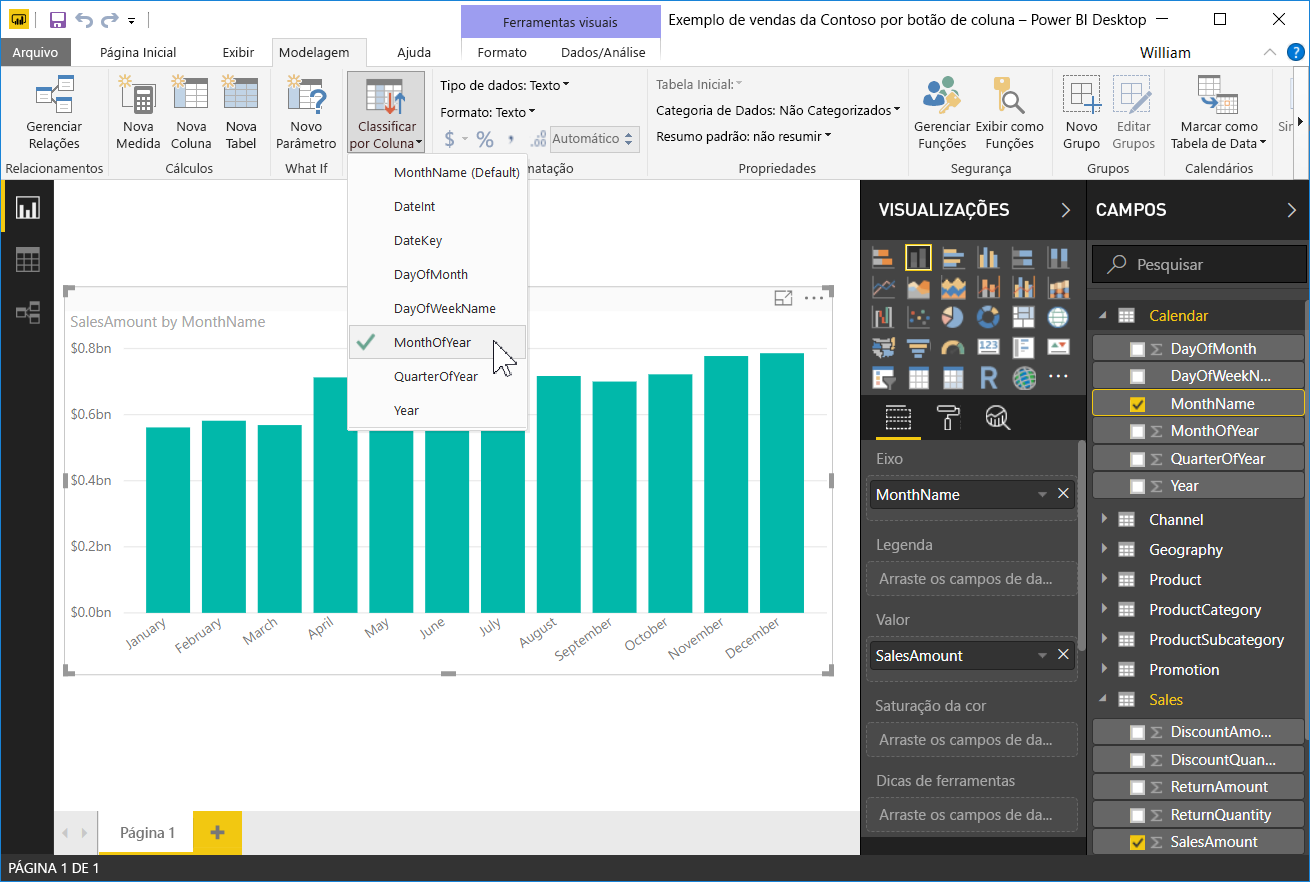 Ferramentas visuais
Exemplo de vendas da Contoso por botão de coluna – Power BI Desktop
Arquivo
Página Inicial
Exibir
Modelagem
Ajuda
Formato
Dados/Análise
William
?
Gerenciar
Relações
Relacionamentos
Nova
Medida
Nova
Coluna
Nova
Tabel
Cálculos
Novo
Parâmetro
What If
Classificar
por Coluna
Tipo de dados: Texto
Formato: Texto
$ % , .00 Automático
matação
Tabela Inicial:
Categoria de Dados: Não Categorizados
Resumo padrão: não resumir
Propriedades
Gerenciar
Funções
Exibir como
Funções
Segurança
Novo
Grupo
Editar
Grupos
Grupos
Marcar como
Tabela de Data
Calendários
Sir
MonthName (Default)
DateInt
DateKey
DayOfMonth
DayOfWeekName
MonthOfYear
QuarterOfYear
Year
SalesAmount by MonthName
$0.8bn
$0.6bn
$0.4bn
$0.2bn
$0.0bn
January
February
March
April
May
June
July
August
September
October
November
December
VISUALIZAÇÕES
123
R
Eixo
MonthName
Legenda
Arraste os campos de da...
Valor
SalesAmount
Saturação da cor
Arraste os campos de da...
Dicas de ferramentas
Arraste os campos de da...
CAMPOS
Pesquisar
Calendar
DayOfMonth
DayOfWeekN...
MonthName
MonthOfYear
QuarterOfYear
Year
Channel
Geography
Product
ProductCategory
ProductSubcategory
Promotion
Sales
DiscountAmo...
DiscountQuan...
ReturnAmount
ReturnQuantity
SalesAmount
Página 1
PÁGINA 1 DE 1